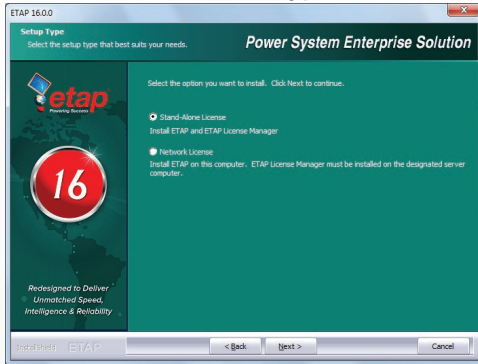 ETAP 16.0.0
Setup Type
Select the setup type that best suits your needs.
Power System Enterprise Solution
etap
Powering Success
16
Redesigned to Deliver
Unmatched Speed,
Intelligence & Reliability
Select the option you want to install. Click Next to continue.
Stand-Alone License
Install ETAP and ETAP License Manager
Network License
Install ETAP on this computer. ETAP License Manager must be installed on the designated server
computer.
InstallShield ETAP
< Back
Next >
Cancel